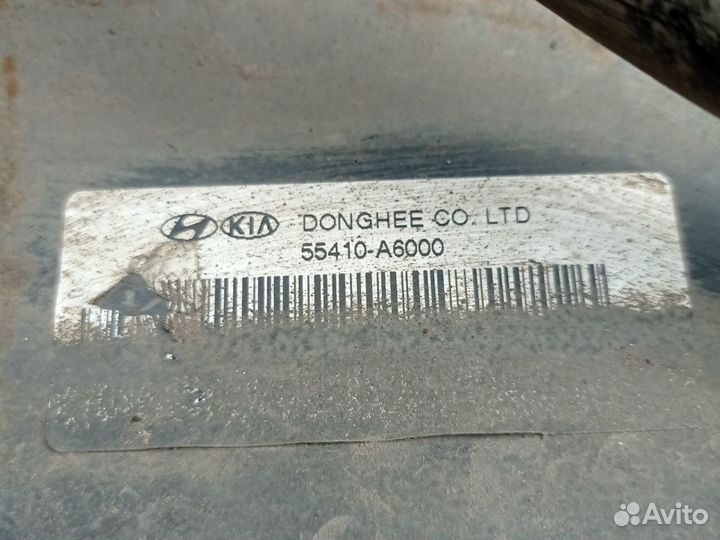 KIA DONGHEE CO. LTD
55410-A6000
Avito